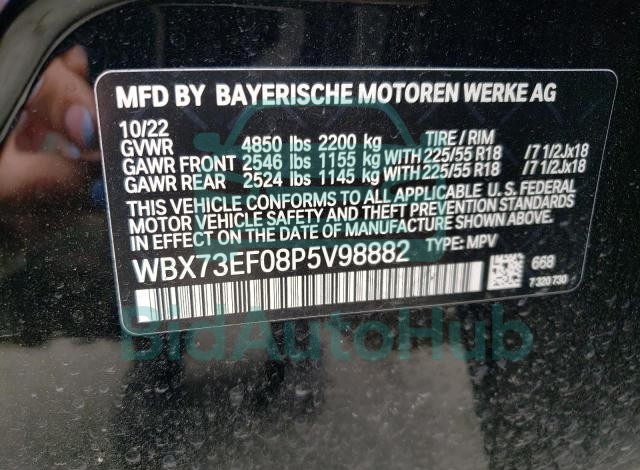 MFD BY BAYERISCHE MOTOREN WERKE AG
10/22
GVWR 4850 lbs 2200 kg TIRE / RIM
GAWR FRONT 2546 lbs 1155 kg WITH 225/55 R18 /7 1/2Jx18
GAWR REAR 2524 lbs 1145 kg WITH 225/55 R18 /7 1/2Jx18
THIS VEHICLE CONFORMS TO ALL APPLICABLE U.S. FEDERAL
MOTOR VEHICLE SAFETY AND THEFT PREVENTION STANDARDS
IN EFFECT ON THE DATE OF MANUFACTURE SHOWN ABOVE.
WBX73EF08P5V98882 TYPE: MPV
668
7 320 730
BidAutoHub